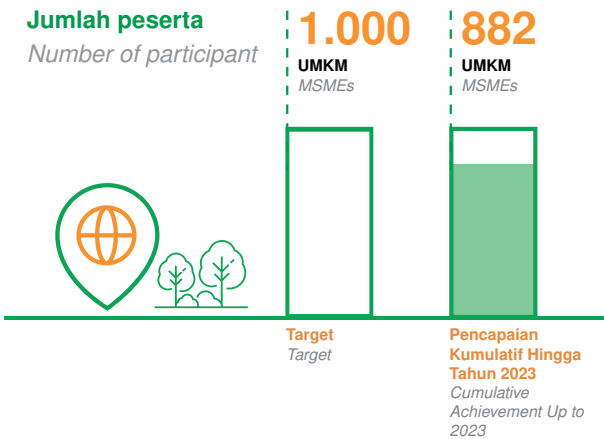 Jumlah peserta
Number of participant
1.000
UMKM
MSMEs
882
UMKM
MSMEs
Target
Target
Pencapaian
Kumulatif Hingga
Tahun 2023
Cumulative
Achievement Up to
2023